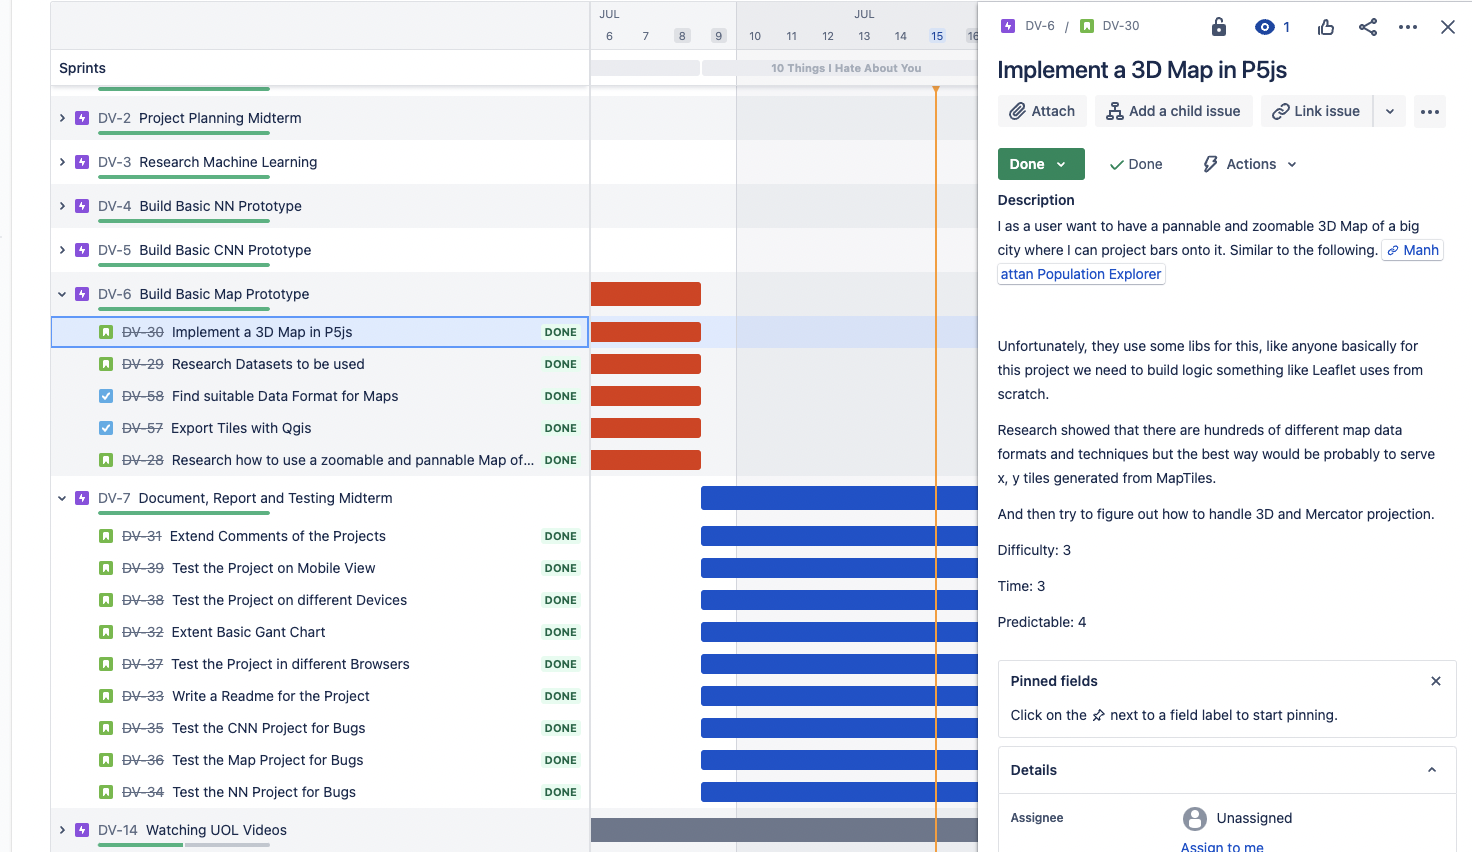 JUL
JUL
6 7 8 9 10 11 12 13 14 15 16
Sprints
10 Things I Hate About You
DV-2 Project Planning Midterm
DV-3 Research Machine Learning
DV-4 Build Basic NN Prototype
DV-5 Build Basic CNN Prototype
DV-6 Build Basic Map Prototype
DV-30 Implement a 3D Map in P5js DONE
DV-29 Research Datasets to be used DONE
DV-58 Find suitable Data Format for Maps DONE
DV-57 Export Tiles with Qgis DONE
DV-28 Research how to use a zoomable and pannable Map of... DONE
DV-7 Document, Report and Testing Midterm
DV-31 Extend Comments of the Projects DONE
DV-39 Test the Project on Mobile View DONE
DV-38 Test the Project on different Devices DONE
DV-32 Extent Basic Gant Chart DONE
DV-37 Test the Project in different Browsers DONE
DV-33 Write a Readme for the Project DONE
DV-35 Test the CNN Project for Bugs DONE
DV-36 Test the Map Project for Bugs DONE
DV-34 Test the NN Project for Bugs DONE
DV-14 Watching UOL Videos
DV-6 / DV-30
1
Implement a 3D Map in P5js
Attach Add a child issue Link issue
Done Done Actions
Description
I as a user want to have a pannable and zoomable 3D Map of a big
city where I can project bars onto it. Similar to the following. Manh
attan Population Explorer
Unfortunately, they use some libs for this, like anyone basically for
this project we need to build logic something like Leaflet uses from
scratch.
Research showed that there are hundreds of different map data
formats and techniques but the best way would be probably to serve
x, y tiles generated from MapTiles.
And then try to figure out how to handle 3D and Mercator projection.
Difficulty: 3
Time: 3
Predictable: 4
Pinned fields
Click on the next to a field label to start pinning.
Details
Assignee Unassigned
Assign to me